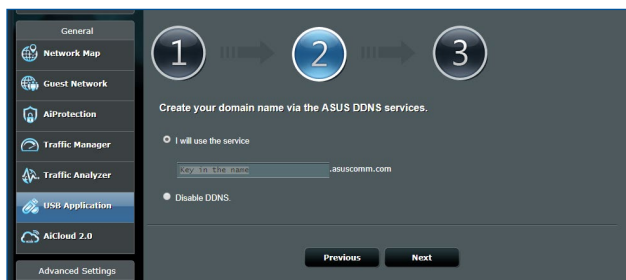 General
Network Map
Guest Network
AiProtection
Traffic Manager
Traffic Analyzer
USB Application
AiCloud 2.0
Advanced Settings
1
2
3
Create your domain name via the ASUS DDNS services.
I will use the service
Key in the name .asuscomm.com
Disable DDNS.
Previous Next